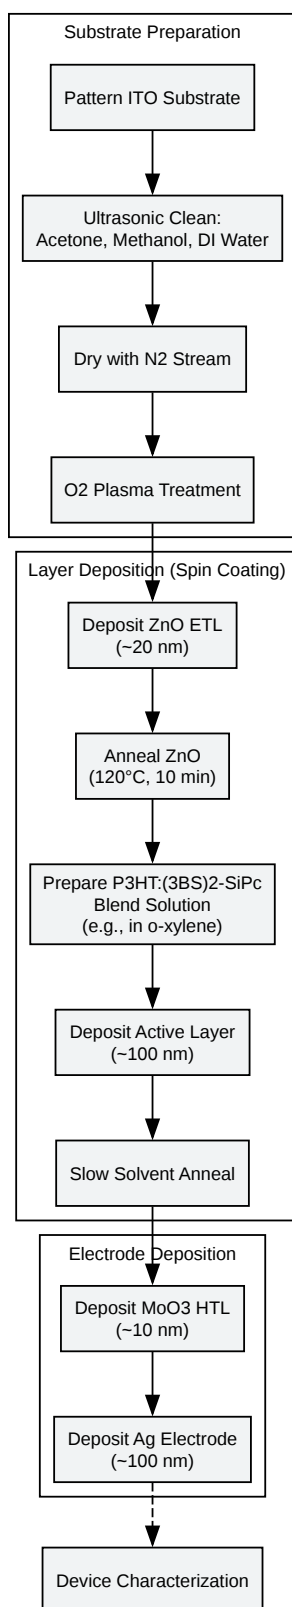 Substrate Preparation
Pattern ITO Substrate
Ultrasonic Clean:
Acetone, Methanol, DI Water
Dry with N2 Stream
O2 Plasma Treatment
Layer Deposition (Spin Coating)
Deposit ZnO ETL
(~20 nm)
Anneal ZnO
(120°C, 10 min)
Prepare P3HT:(3BS)2-SiPc
Blend Solution
(e.g., in o-xylene)
Deposit Active Layer
(~100 nm)
Slow Solvent Anneal
Electrode Deposition
Deposit MoO3 HTL
(~10 nm)
Deposit Ag Electrode
(~100 nm)
Device Characterization